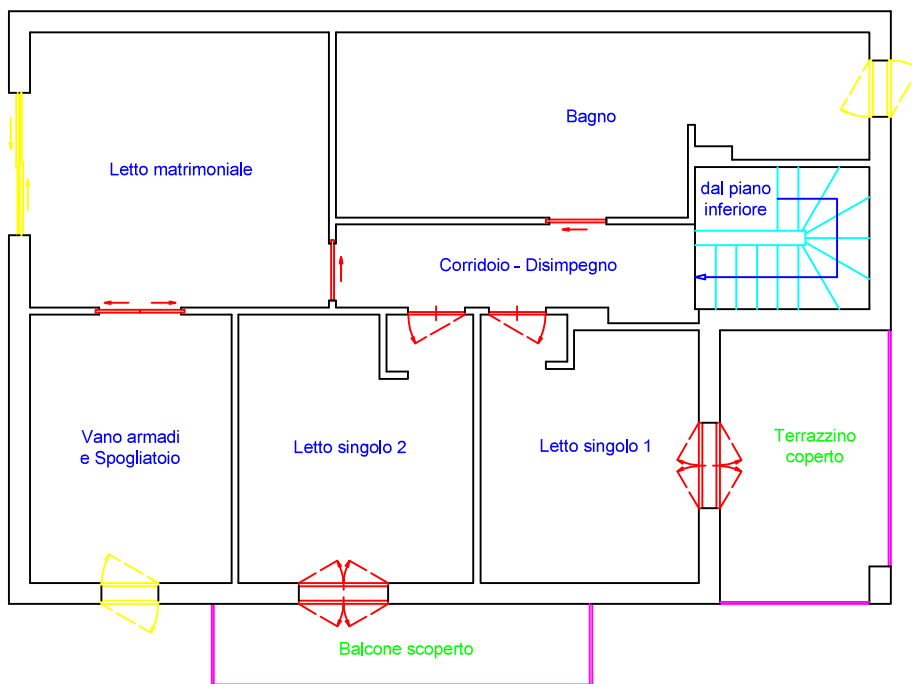 Bagno
Letto matrimoniale
dal piano
inferiore
Corridoio - Disimpegno
Vano armadi
e Spogliatoio
Letto singolo 2
Letto singolo 1
Terrazzino
coperto
Balcone scoperto